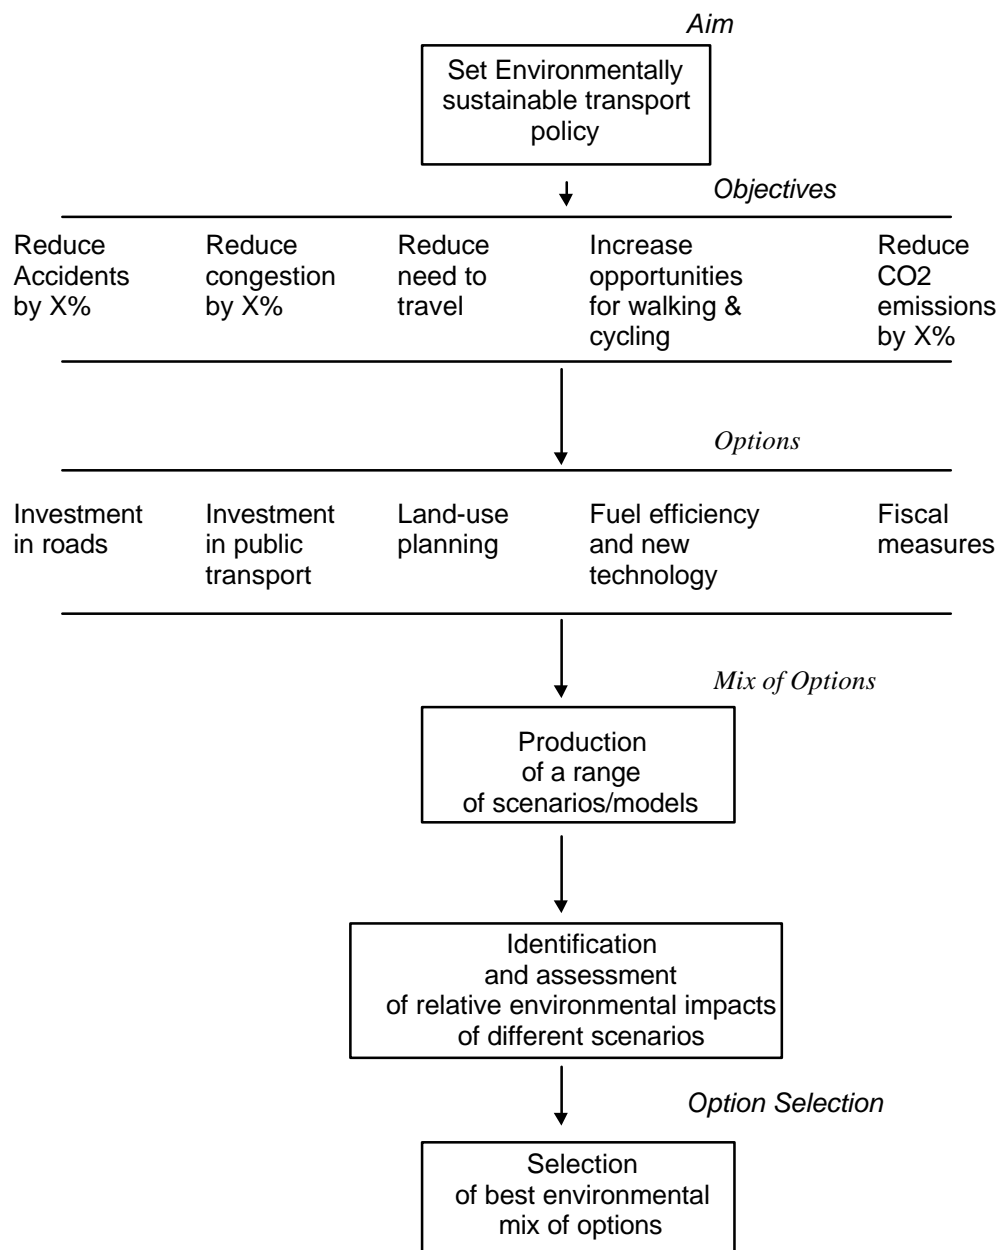 Aim
Set Environmentally
sustainable transport
policy
Objectives
Reduce
Accidents
by X%
Reduce
congestion
by X%
Reduce
need to
travel
Increase
opportunities
for walking &
cycling
Reduce
CO2
emissions
by X%
Options
Investment
in roads
Investment
in public
transport
Land-use
planning
Fuel efficiency
and new
technology
Fiscal
measures
Mix of Options
Production
of a range
of scenarios/models
Identification
and assessment
of relative environmental impacts
of different scenarios
Option Selection
Selection
of best environmental
mix of options